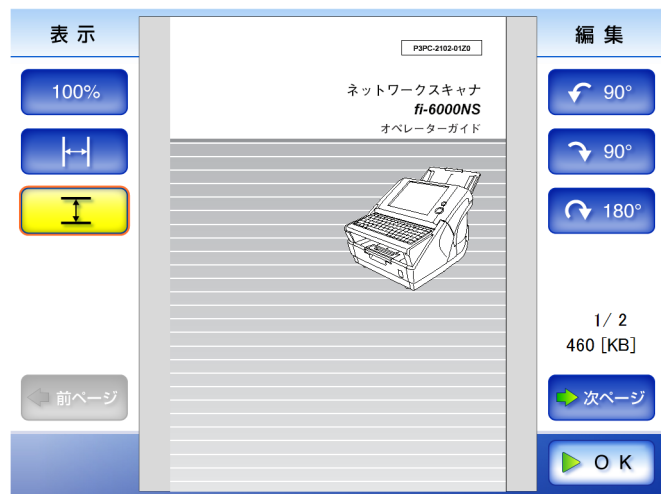 表 示
100%
前ページ
P3PC-2102-01Z0
ネットワークスキャナ
fi-6000NS
オペレーターガイド
編 集
90°
90°
180°
1/ 2
460 [KB]
次ページ
O K